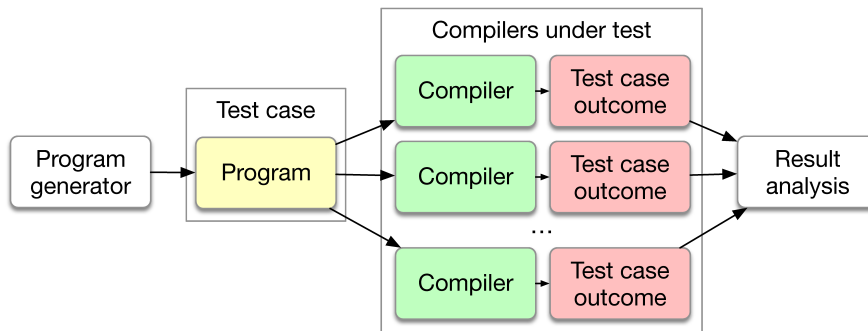 Compilers under test
Test case
Program
generator
Program
Compiler
Test case
outcome
Compiler
Test case
outcome
...
Compiler
Test case
outcome
Result
analysis